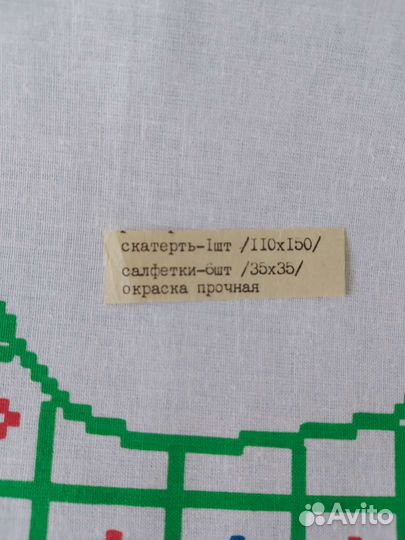 скатерть-1шт /110х150/
салфетки-6шт /35х35/
окраска прочная
Avito